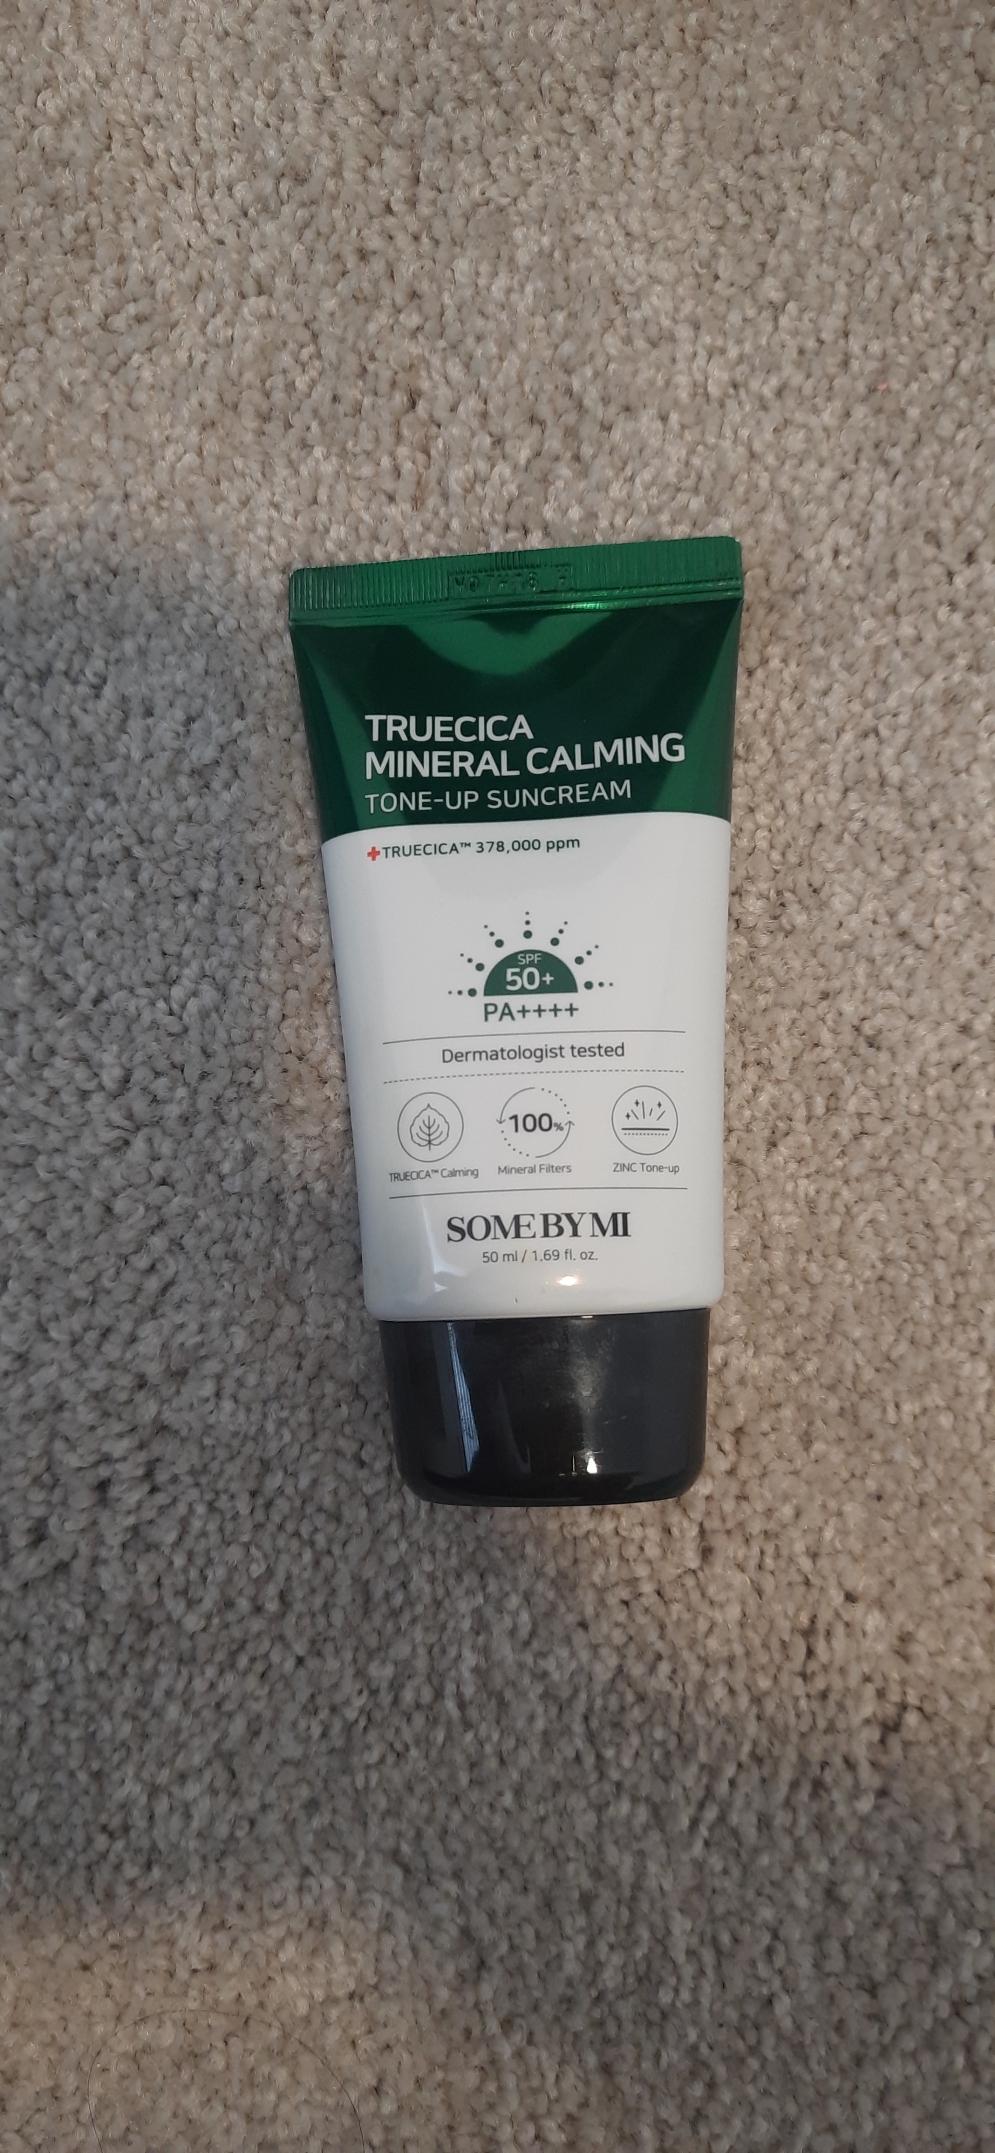 TRUECICA
MINERAL CALMING
TONE-UP SUNCREAM
TRUECICA™ 378,000 ppm
SPF
50+
PA++++
Dermatologist tested
100%
TRUECICA™ Calming
Mineral Filters
ZINC Tone-up
SOME BY MI
50 ml / 1.69 fl. oz.